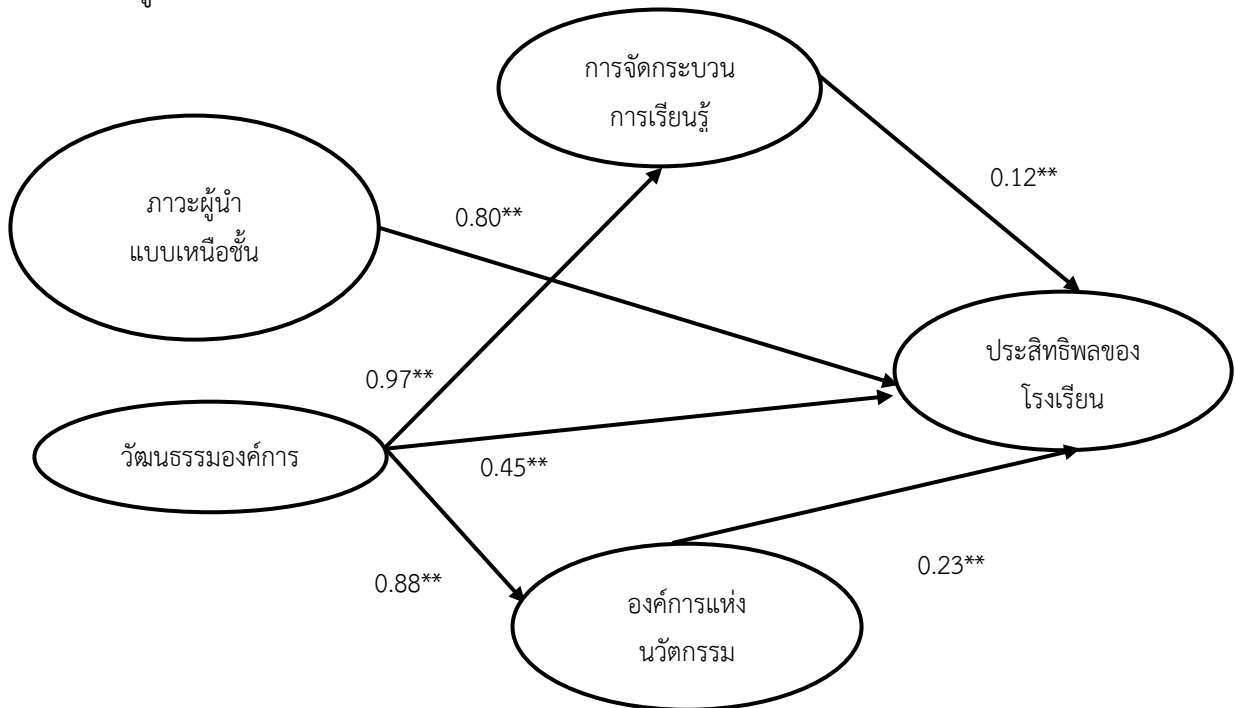 การจัดกระบวน
การเรียนรู้
0.12**
ภาวะผู้นำ
แบบเหนือชั้น
0.80**
ประสิทธิพลของ
โรงเรียน
0.97**
วัฒนธรรมองค์การ
0.45**
0.88**
องค์การแห่ง
นวัตกรรม
0.23**